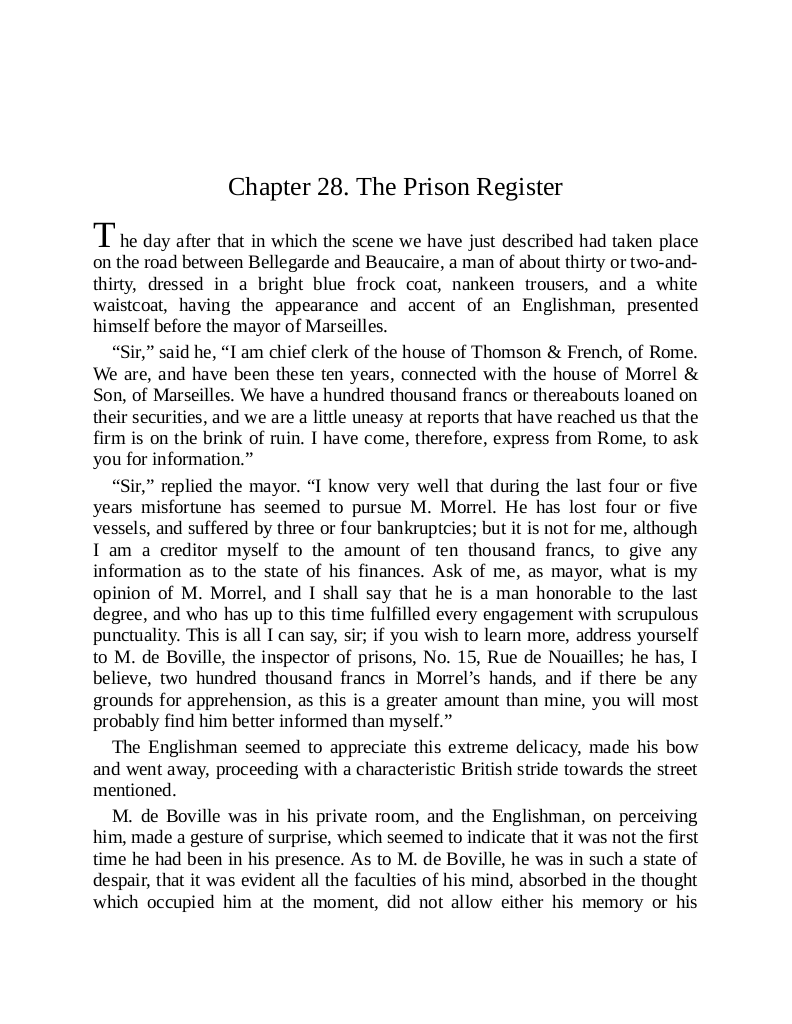 Chapter 28. The Prison Register
The day after that in which the scene we have just described had taken place
on the road between Bellegarde and Beaucaire, a man of about thirty or two-and-
thirty, dressed in a bright blue frock coat, nankeen trousers, and a white
waistcoat, having the appearance and accent of an Englishman, presented
himself before the mayor of Marseilles.
“Sir,” said he, “I am chief clerk of the house of Thomson & French, of Rome.
We are, and have been these ten years, connected with the house of Morrel &
Son, of Marseilles. We have a hundred thousand francs or thereabouts loaned on
their securities, and we are a little uneasy at reports that have reached us that the
firm is on the brink of ruin. I have come, therefore, express from Rome, to ask
you for information.”
“Sir,” replied the mayor. “I know very well that during the last four or five
years misfortune has seemed to pursue M. Morrel. He has lost four or five
vessels, and suffered by three or four bankruptcies; but it is not for me, although
I am a creditor myself to the amount of ten thousand francs, to give any
information as to the state of his finances. Ask of me, as mayor, what is my
opinion of M. Morrel, and I shall say that he is a man honorable to the last
degree, and who has up to this time fulfilled every engagement with scrupulous
punctuality. This is all I can say, sir; if you wish to learn more, address yourself
to M. de Boville, the inspector of prisons, No. 15, Rue de Nouailles; he has, I
believe, two hundred thousand francs in Morrel’s hands, and if there be any
grounds for apprehension, as this is a greater amount than mine, you will most
probably find him better informed than myself.”
The Englishman seemed to appreciate this extreme delicacy, made his bow
and went away, proceeding with a characteristic British stride towards the street
mentioned.
M. de Boville was in his private room, and the Englishman, on perceiving
him, made a gesture of surprise, which seemed to indicate that it was not the first
time he had been in his presence. As to M. de Boville, he was in such a state of
despair, that it was evident all the faculties of his mind, absorbed in the thought
which occupied him at the moment, did not allow either his memory or his